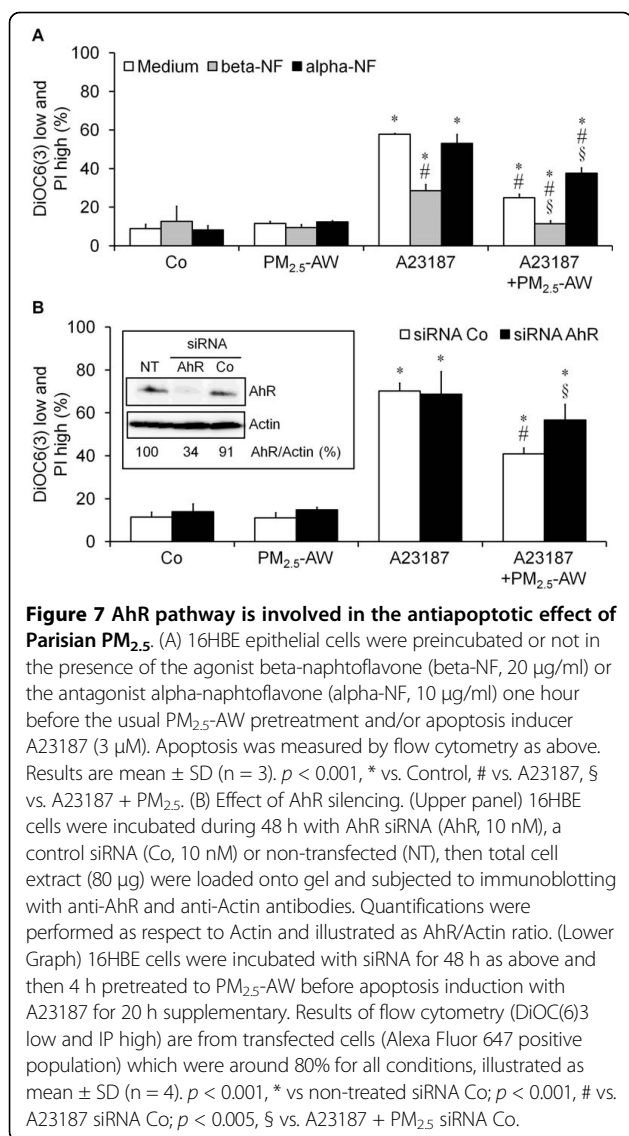 A
100
80
60
40
20
0
DiOC6(3) low and
PI high (%)
Medium beta-NF alpha-NF
* * # * * # * # § * # §
Co PM2.5-AW A23187 A23187
+PM2.5-AW
B
100
80
60
40
20
0
DiOC6(3) low and
PI high (%)
siRNA Co siRNA AhR
siRNA
NT AhR Co
AhR
Actin
100 34 91 AhR/Actin (%)
* * * # * §
Co PM2.5-AW A23187 A23187
+PM2.5-AW
Figure 7 AhR pathway is involved in the antiapoptotic effect of
Parisian PM2.5. (A) 16HBE epithelial cells were preincubated or not in
the presence of the agonist beta-naphtoflavone (beta-NF, 20 μg/ml) or
the antagonist alpha-naphtoflavone (alpha-NF, 10 μg/ml) one hour
before the usual PM2.5-AW pretreatment and/or apoptosis inducer
A23187 (3 μM). Apoptosis was measured by flow cytometry as above.
Results are mean ± SD (n = 3). p < 0.001, * vs. Control, # vs. A23187, §
vs. A23187 + PM2.5. (B) Effect of AhR silencing. (Upper panel) 16HBE
cells were incubated during 48 h with AhR siRNA (AhR, 10 nM), a
control siRNA (Co, 10 nM) or non-transfected (NT), then total cell
extract (80 μg) were loaded onto gel and subjected to immunoblotting
with anti-AhR and anti-Actin antibodies. Quantifications were
performed as respect to Actin and illustrated as AhR/Actin ratio. (Lower
Graph) 16HBE cells were incubated with siRNA for 48 h as above and
then 4 h pretreated to PM2.5-AW before apoptosis induction with
A23187 for 20 h supplementary. Results of flow cytometry (DiOC(6)3
low and IP high) are from transfected cells (Alexa Fluor 647 positive
population) which were around 80% for all conditions, illustrated as
mean ± SD (n = 4). p < 0.001, * vs non-treated siRNA Co; p < 0.001, # vs.
A23187 siRNA Co; p < 0.005, § vs. A23187 + PM2.5 siRNA Co.